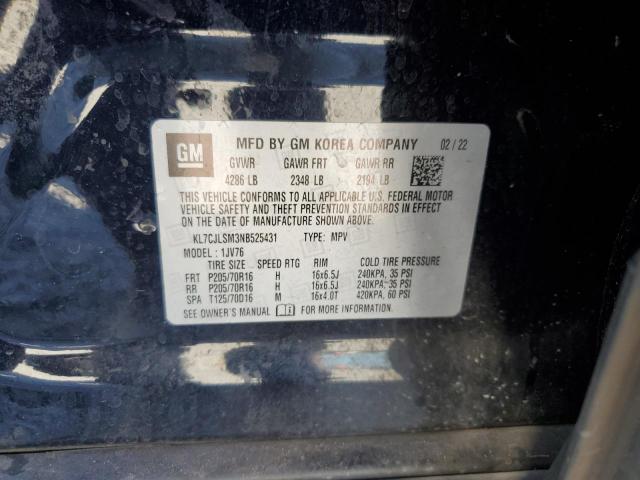 GM MFD BY GM KOREA COMPANY 02 / 22
GVWR GAWR FRT GAWR RR
4286 LB 2348 LB 2194 LB
THIS VEHICLE CONFORMS TO ALL APPLICABLE U.S. FEDERAL MOTOR
VEHICLE SAFETY AND THEFT PREVENTION STANDARDS IN EFFECT
ON THE DATE OF MANUFACTURE SHOWN ABOVE.
KL7CJLSM3NB525431 TYPE: MPV
MODEL : 1JV76
TIRE SIZE SPEED RTG RIM COLD TIRE PRESSURE
FRT P205/70R16 H 16x6.5J 240KPA, 35 PSI
RR P205/70R16 H 16x6.5J 240KPA, 35 PSI
SPA T125/70D16 M 16x4.0T 420KPA, 60 PSI
SEE OWNER'S MANUAL FOR MORE INFORMATION.